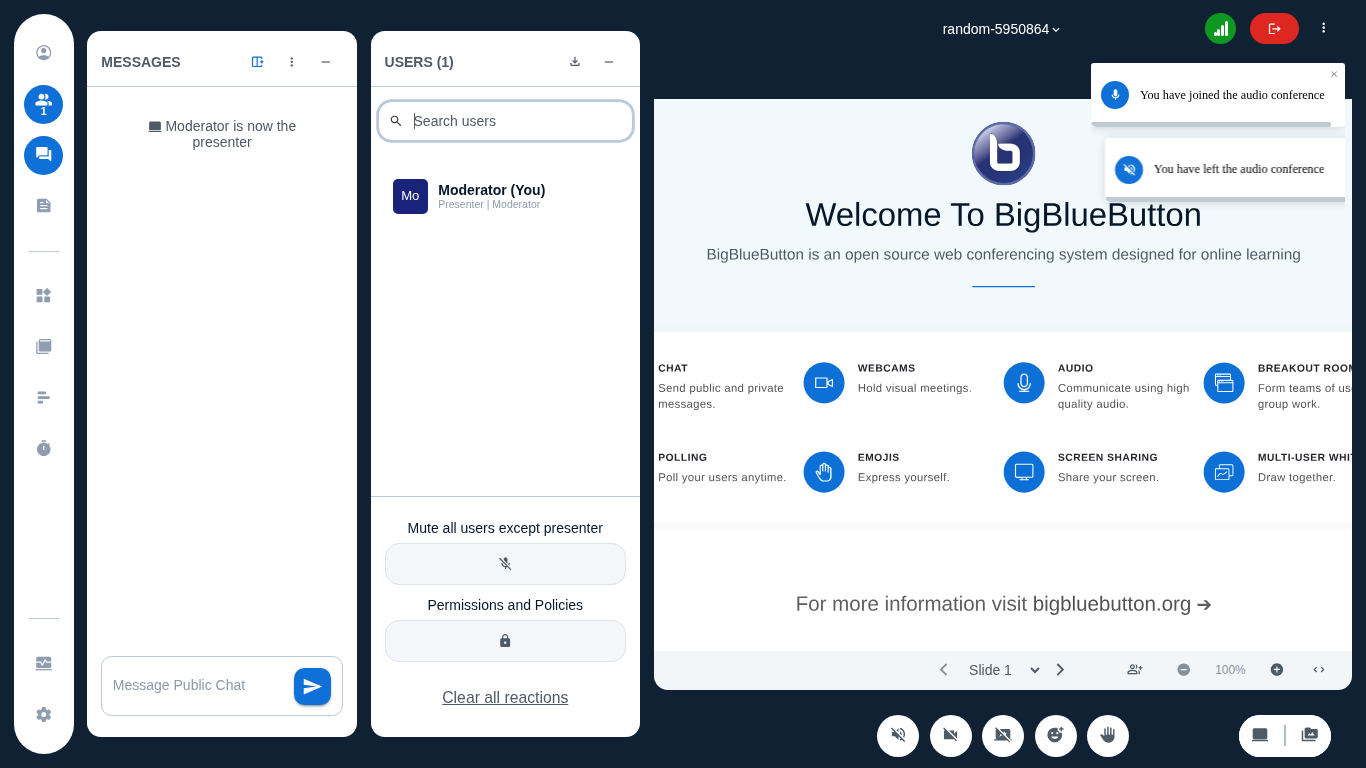 random-5950864
1
MESSAGES
Moderator is now the
presenter
Message Public Chat
USERS (1)
Search users
Mo
Moderator (You)
Presenter | Moderator
Mute all users except presenter
Permissions and Policies
Clear all reactions
You have joined the audio conference
You have left the audio conference
Welcome To BigBlueButton
BigBlueButton is an open source web conferencing system designed for online learning
CHAT
Send public and private
messages.
WEBCAMS
Hold visual meetings.
AUDIO
Communicate using high
quality audio.
BREAKOUT ROOM
Form teams of us
group work.
POLLING
Poll your users anytime.
EMOJIS
Express yourself.
SCREEN SHARING
Share your screen.
MULTI-USER WHIT
Draw together.
For more information visit bigbluebutton.org ➔
Slide 1
100%